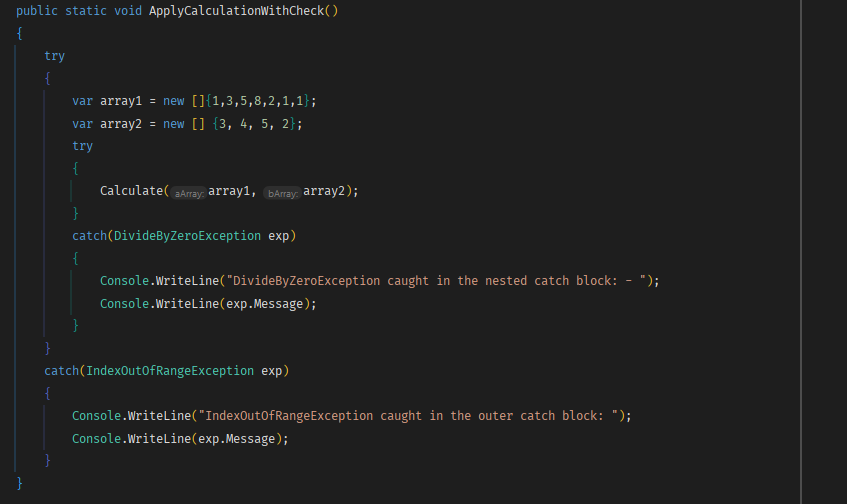 public static void ApplyCalculationWithCheck()
{
    try
    {
        var array1 = new []{1,3,5,8,2,1,1};
        var array2 = new [] {3, 4, 5, 2};
        try
        {
            Calculate( aArray: array1,  bArray: array2);
        }
        catch(DivideByZeroException exp)
        {
            Console.WriteLine("DivideByZeroException caught in the nested catch block: - ");
            Console.WriteLine(exp.Message);
        }
    }
    catch(IndexOutOfRangeException exp)
    {
        Console.WriteLine("IndexOutOfRangeException caught in the outer catch block: ");
        Console.WriteLine(exp.Message);
    }
}